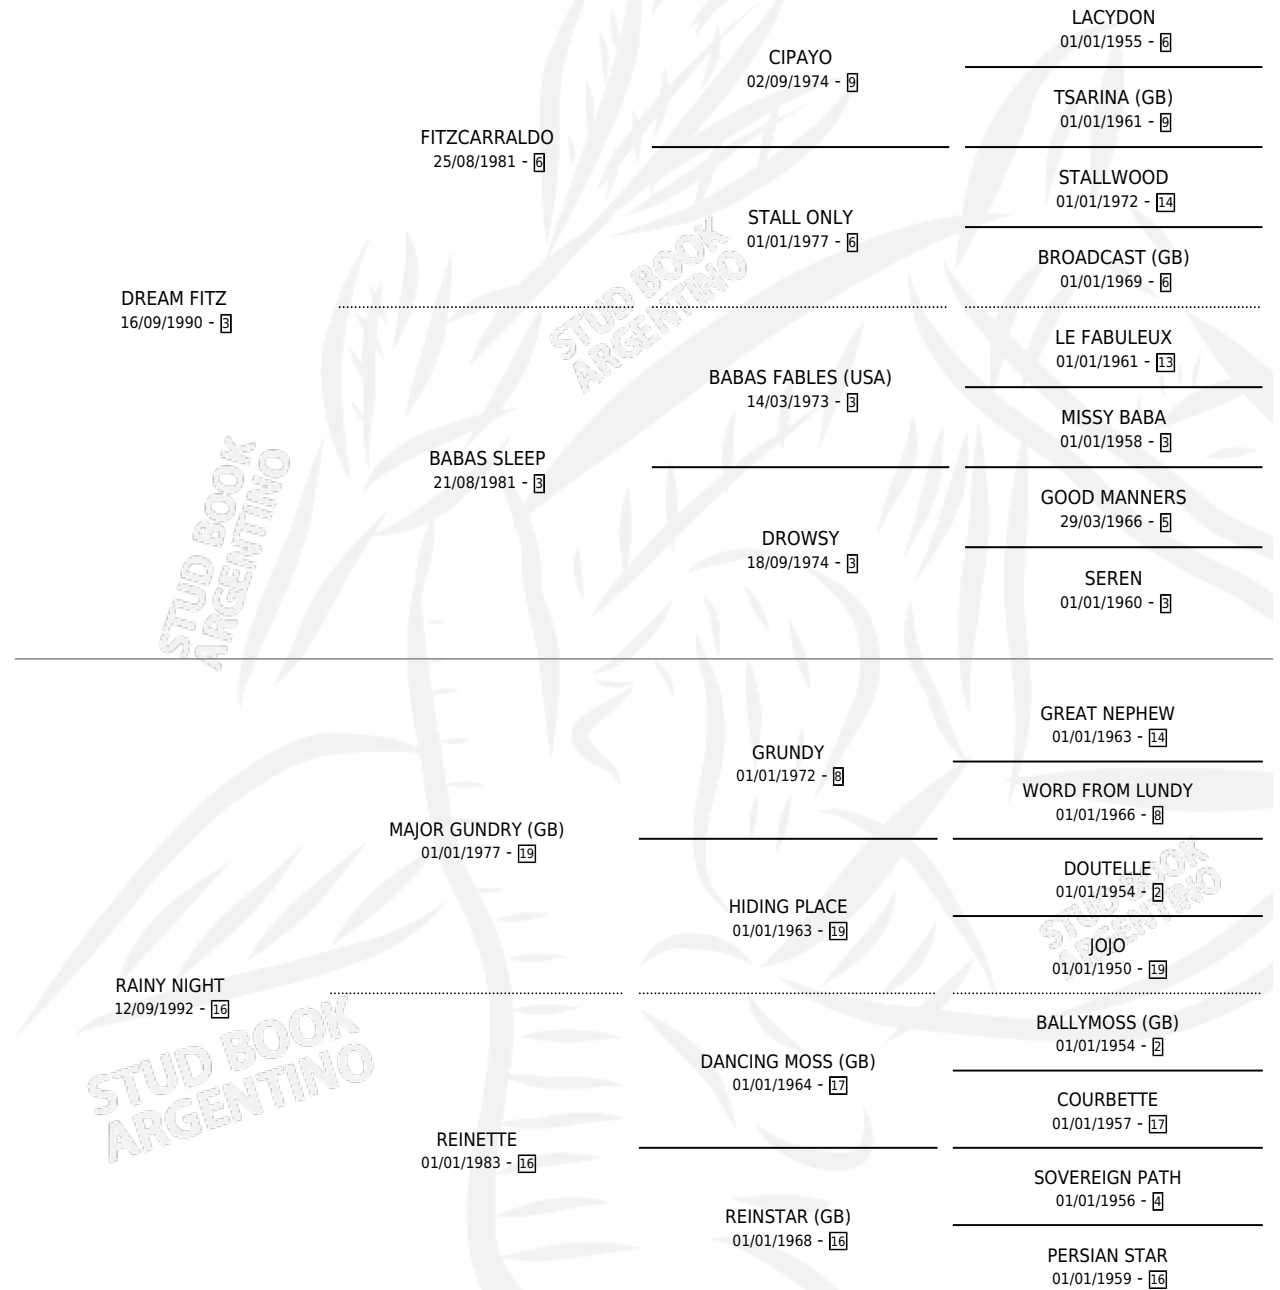 LACYDON
01/01/1955 - 6
CIPAYO
02/09/1974 - 9
TSARINA (GB)
01/01/1961 - 9
FITZCARRALDO
25/08/1981 - 6
STALLWOOD
01/01/1972 - 14
STALL ONLY
01/01/1977 - 6
BROADCAST (GB)
01/01/1969 - 6
DREAM FITZ
16/09/1990 - 3
STUD BOOK
ARGENTINO
LE FABULEUX
01/01/1961 - 13
BABAS FABLES (USA)
14/03/1973 - 3
MISSY BABA
01/01/1958 - 3
BABAS SLEEP
21/08/1981 - 3
GOOD MANNERS
29/03/1966 - 5
DROWSY
18/09/1974 - 3
SEREN
01/01/1960 - 3
STUD BOOK
ARGENTINO
GREAT NEPHEW
01/01/1963 - 14
GRUNDY
01/01/1972 - 8
WORD FROM LUNDY
01/01/1966 - 8
MAJOR GUNDRY (GB)
01/01/1977 - 19
DOUTELLE
01/01/1954 - 2
HIDING PLACE
01/01/1963 - 19
STUD BOOK
ARGENTINO
JOJO
01/01/1950 - 19
RAINY NIGHT
12/09/1992 - 16
BALLYMOSS (GB)
01/01/1954 - 2
DANCING MOSS (GB)
01/01/1964 - 17
COURBETTE
01/01/1957 - 17
STUD BOOK
ARGENTINO
REINETTE
01/01/1983 - 16
SOVEREIGN PATH
01/01/1956 - 4
REINSTAR (GB)
01/01/1968 - 16
PERSIAN STAR
01/01/1959 - 16